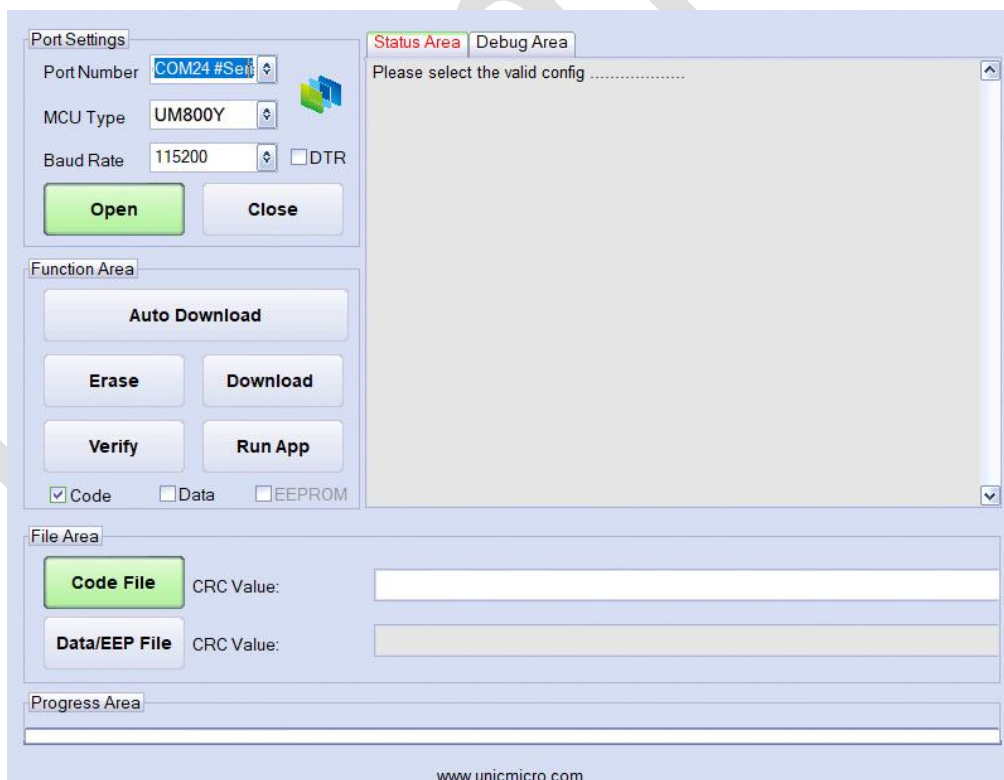 Port Settings
Port Number COM24 #Seri
MCU Type UM800Y
Baud Rate 115200 DTR
Open Close
Function Area
Auto Download
Erase Download
Verify Run App
Code Data EEPROM
Status Area Debug Area
Please select the valid config ...................
File Area
Code File CRC Value:
Data/EEP File CRC Value:
Progress Area
www.unicmicro.com